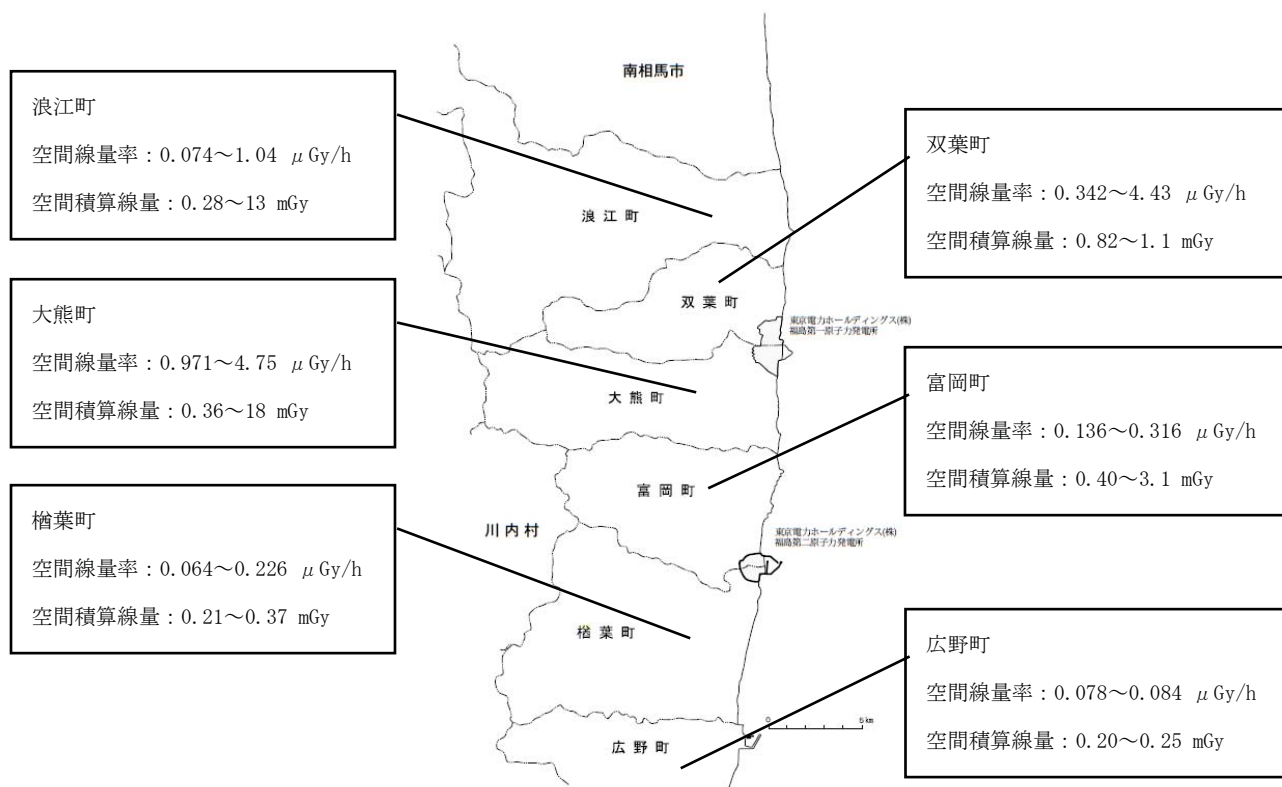 南相馬市
浪江町
空間線量率：0.074～1.04 μGy/h
空間積算線量：0.28～13 mGy
双葉町
空間線量率：0.342～4.43 μGy/h
空間積算線量：0.82～1.1 mGy
浪江町
大熊町
空間線量率：0.971～4.75 μGy/h
空間積算線量：0.36～18 mGy
双葉町
東京電力ホールディングス(株)
福島第一原子力発電所
富岡町
空間線量率：0.136～0.316 μGy/h
空間積算線量：0.40～3.1 mGy
大熊町
富岡町
楢葉町
空間線量率：0.064～0.226 μGy/h
空間積算線量：0.21～0.37 mGy
川内村
東京電力ホールディングス(株)
福島第二原子力発電所
楢葉町
広野町
空間線量率：0.078～0.084 μGy/h
空間積算線量：0.20～0.25 mGy
0 5km
広野町